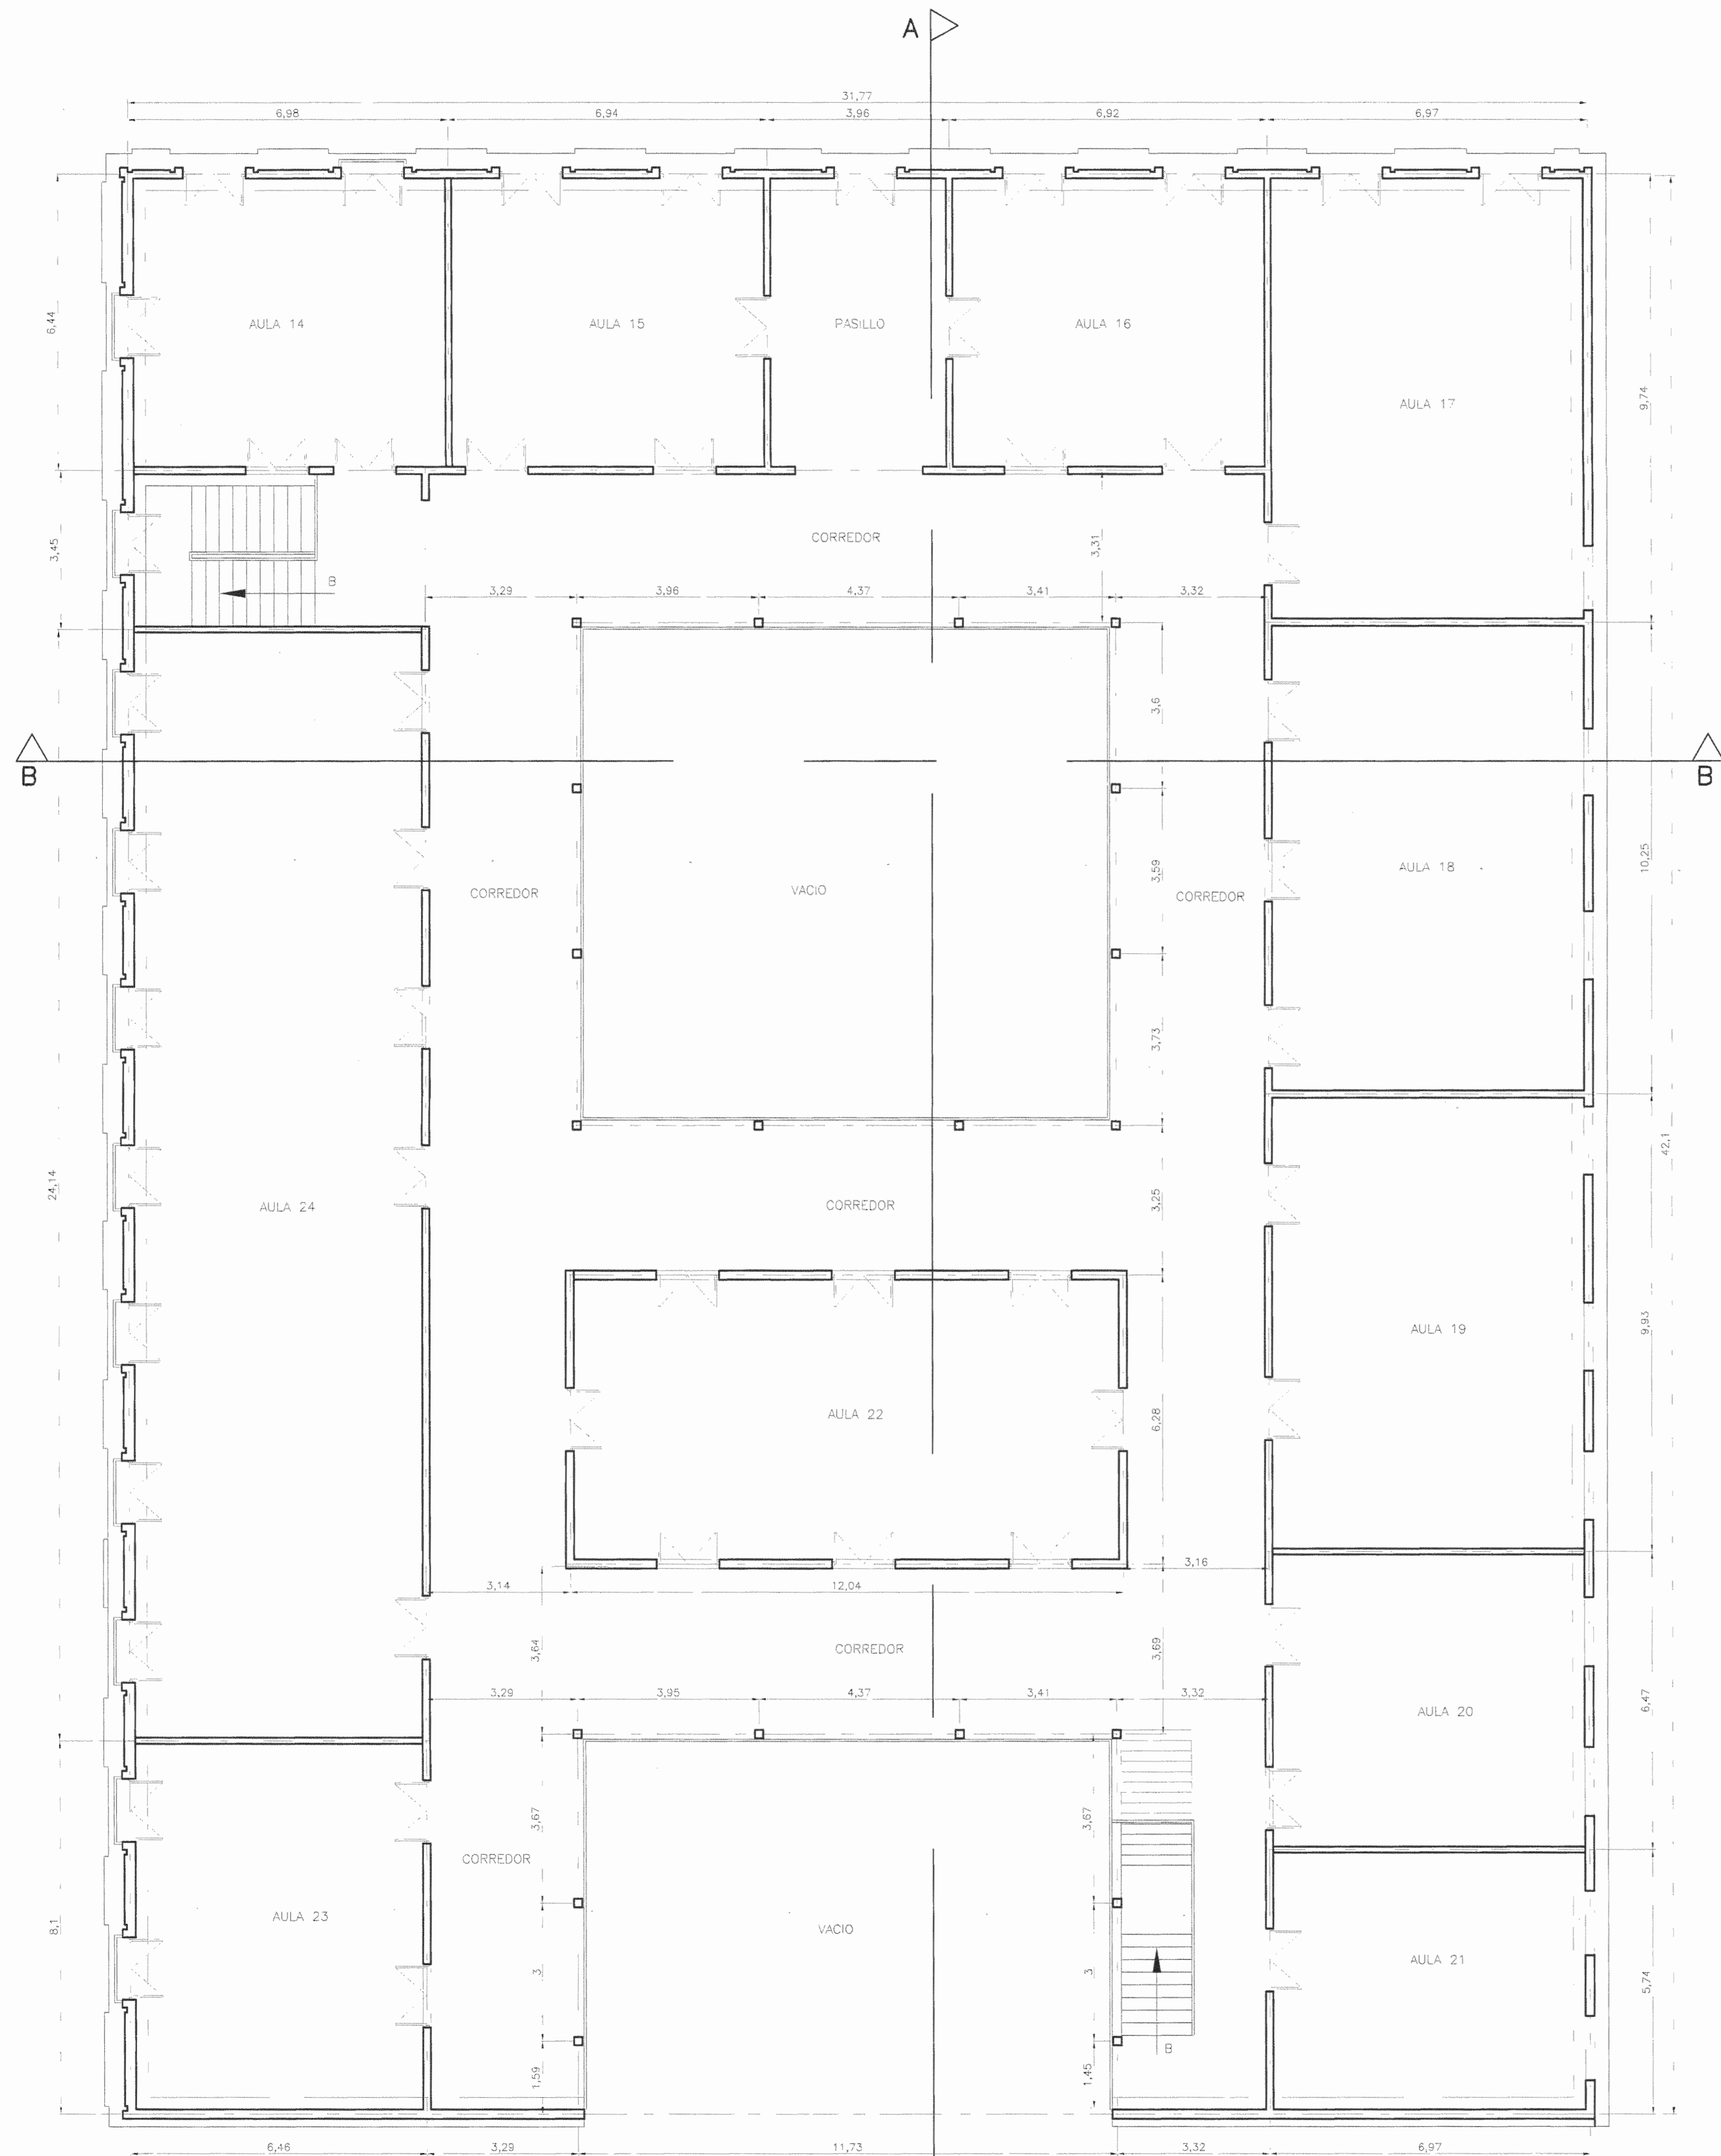 A
31,77
6,98 6,94 3,96 6,92 6,97
6,44
AULA 14
AULA 15
PASILLO
AULA 16
AULA 17
9,74
3,45
CORREDOR
3,31
B
3,29 3,96 4,37 3,41 3,32
3,6
B
B
CORREDOR
VACIO
3,59
CORREDOR
AULA 18
10,25
3,73
42,1
24,14
AULA 24
CORREDOR
3,25
AULA 19
9,93
AULA 22
6,28
3,16
3,14 12,04
3,64
CORREDOR
3,69
3,29 3,95 4,37 3,41 3,32
AULA 20
6,47
3,67
3,67
CORREDOR
8,1
AULA 23
VACIO
3
3
AULA 21
5,74
B
1,59
1,45
6,46 3,29 11,73 3,32 6,97